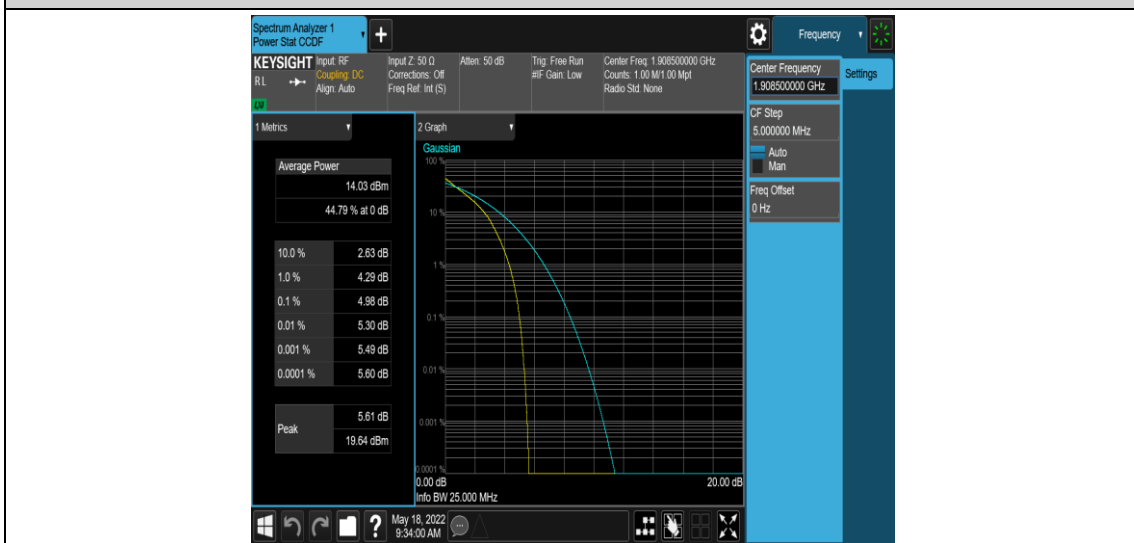 Spectrum Analyzer 1
Power Stat CCDF
+
Frequency
KEYSIGHT
RL
LXI
Input: RF
Coupling: DC
Align: Auto
Input Z: 50 Ω
Corrections: Off
Freq Ref: Int (S)
Atten: 50 dB
Trig: Free Run
#IF Gain: Low
Center Freq: 1.908500000 GHz
Counts: 1.00 M/1.00 Mpt
Radio Std: None
Center Frequency
1.908500000 GHz
Settings
CF Step
5.000000 MHz
Auto
Man
Freq Offset
0 Hz
1 Metrics
Average Power
14.03 dBm
44.79 % at 0 dB
10.0 % 2.63 dB
1.0 % 4.29 dB
0.1 % 4.98 dB
0.01 % 5.30 dB
0.001 % 5.49 dB
0.0001 % 5.60 dB
Peak
5.61 dB
19.64 dBm
2 Graph
Gaussian
100 %
10 %
1 %
0.1 %
0.01 %
0.001 %
0.0001 %
0.00 dB 20.00 dB
Info BW 25.000 MHz
?
May 18, 2022
9:34:00 AM